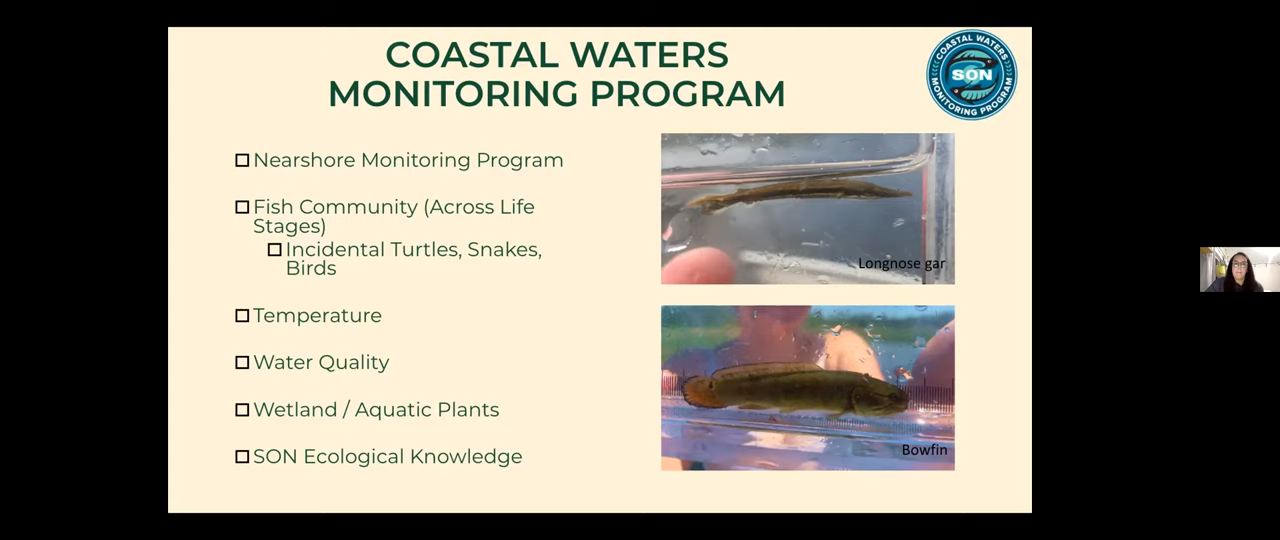 COASTAL WATERS
MONITORING PROGRAM
COASTAL WATERS
SON
MONITORING PROGRAM
Nearshore Monitoring Program
Fish Community (Across Life
Stages)
Incidental Turtles, Snakes,
Birds
Temperature
Water Quality
Wetland / Aquatic Plants
SON Ecological Knowledge
Longnose gar
Bowfin